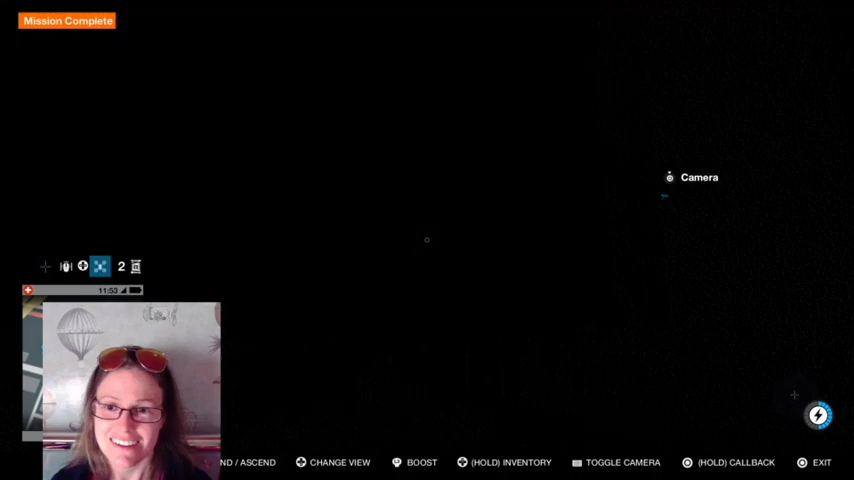 Mission Complete
Camera
2
11:53
ND / ASCEND
CHANGE VIEW
BOOST
(HOLD) INVENTORY
TOGGLE CAMERA
(HOLD) CALLBACK
EXIT